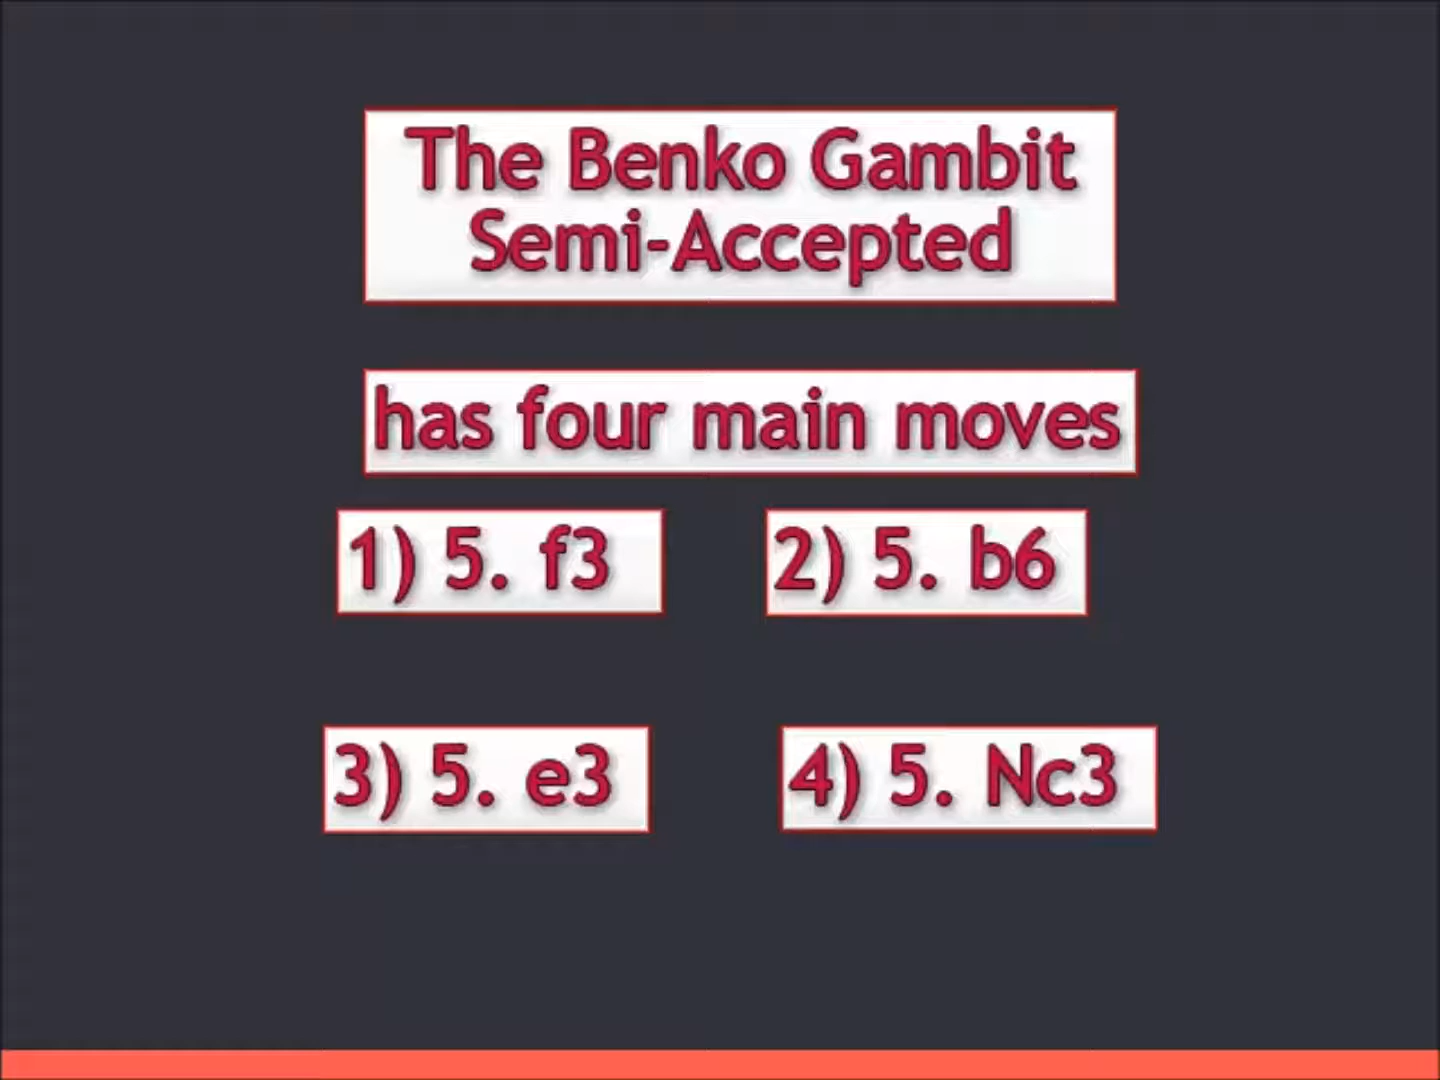 The Benko Gambit
Semi-Accepted
has four main moves
1) 5. f3
2) 5. b6
3) 5. e3
4) 5. Nc3